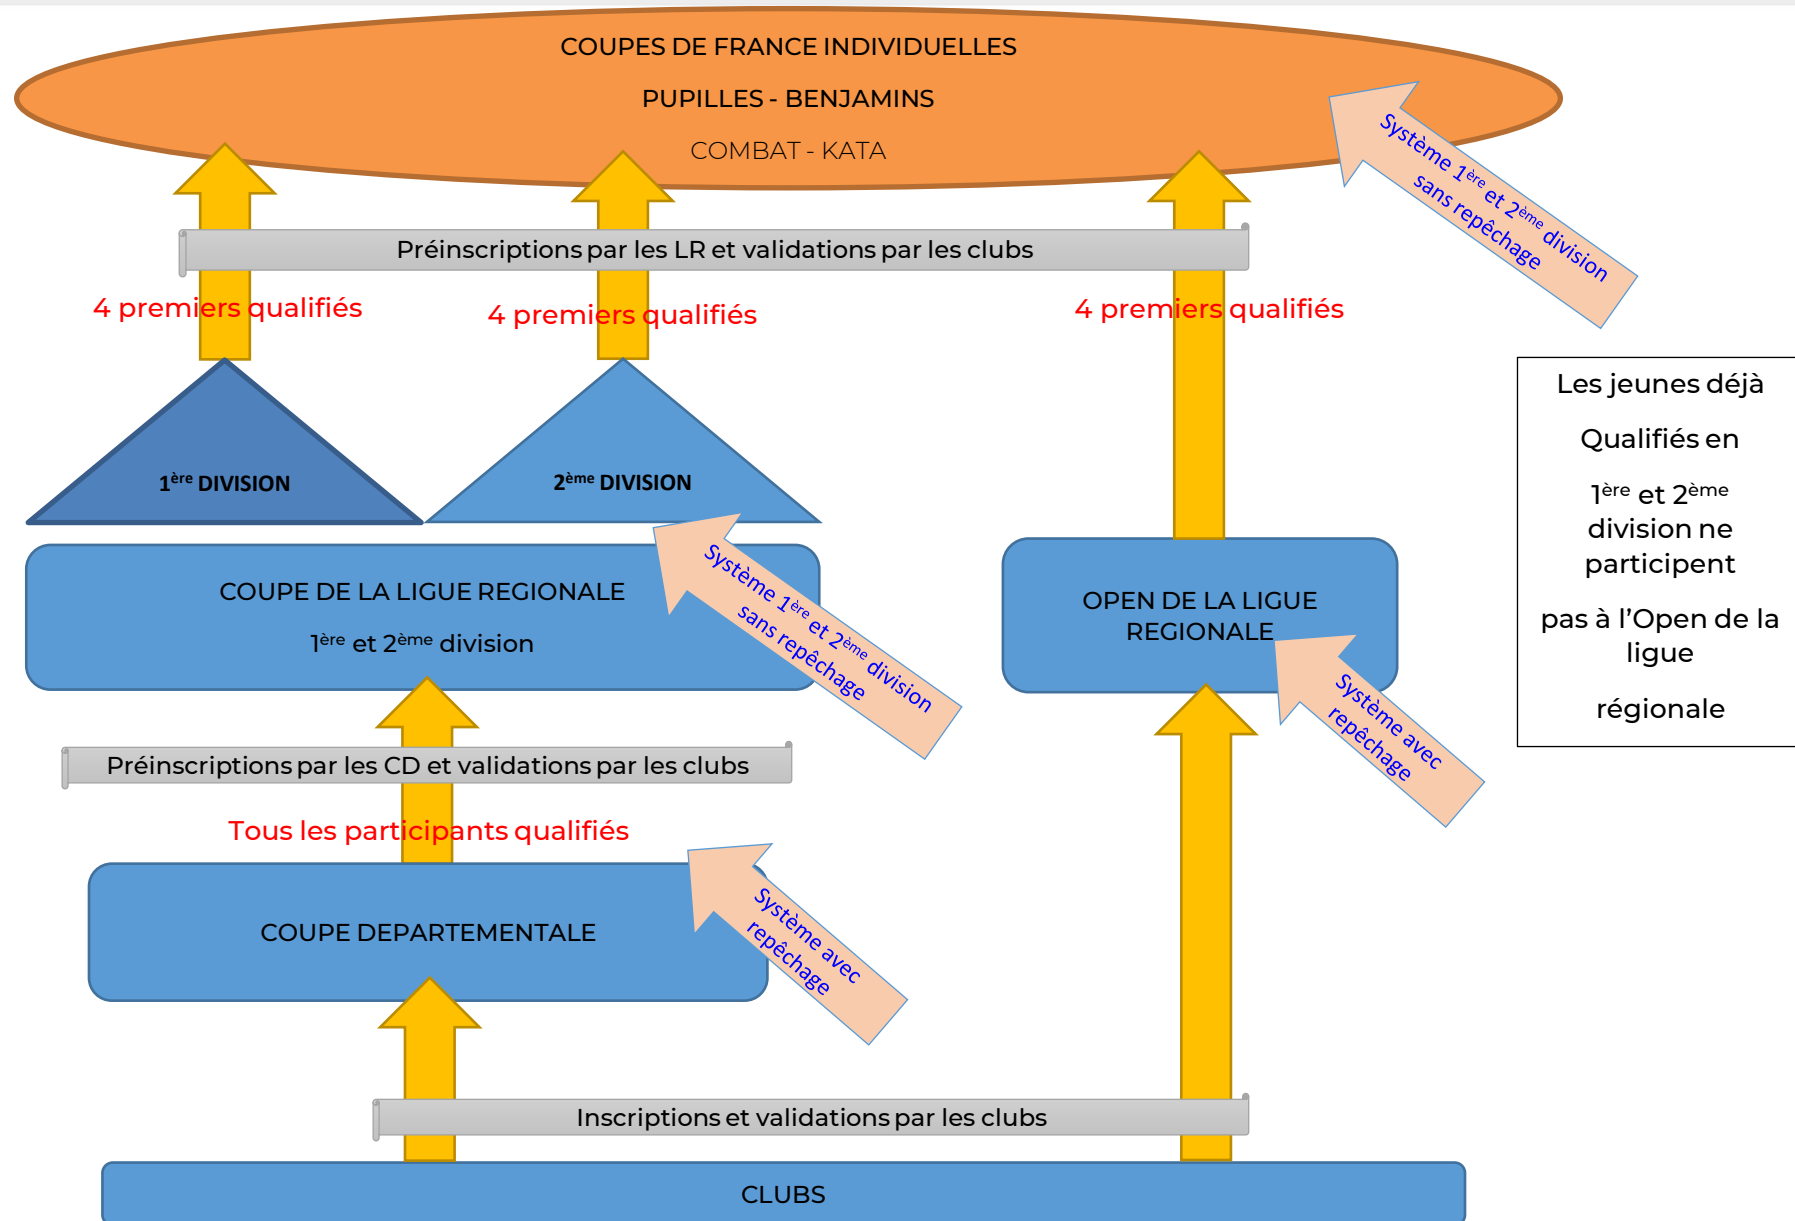 COUPES DE FRANCE INDIVIDUELLES
PUPILLES - BENJAMINS
COMBAT - KATA
Système 1ère et 2ème division
sans repêchage
Préinscriptions par les LR et validations par les clubs
4 premiers qualifiés
4 premiers qualifiés
4 premiers qualifiés
Les jeunes déjà
Qualifiés en
1ère et 2ème
division ne
participent
pas à l’Open de la
ligue
régionale
1ère DIVISION
2ème DIVISION
COUPE DE LA LIGUE REGIONALE
1ère et 2ème division
Système 1ère et 2ème division
sans repêchage
OPEN DE LA LIGUE
REGIONALE
Système avec
repêchage
Préinscriptions par les CD et validations par les clubs
Tous les participants qualifiés
COUPE DEPARTEMENTALE
Système avec
repêchage
Inscriptions et validations par les clubs
CLUBS